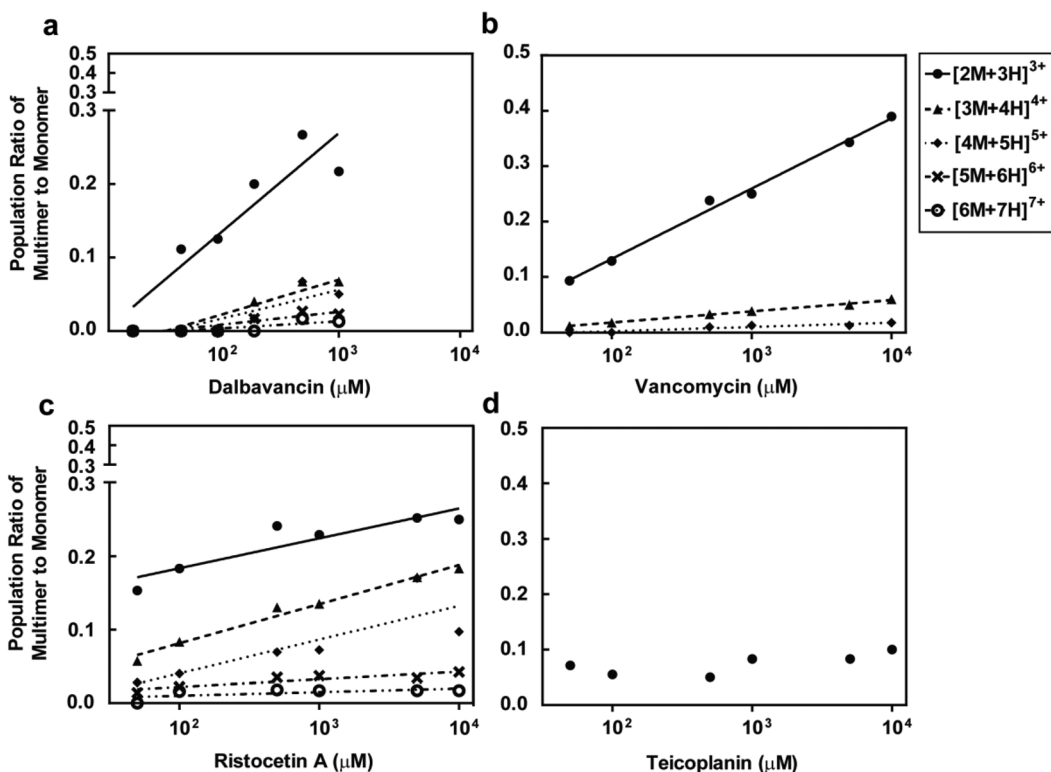 a
b
Population Ratio of
Multimer to Monomer
0.5
0.4
0.3
0.3
0.2
0.1
0.0
10²
10³
10⁴
Dalbavancin (μM)
0.5
0.4
0.3
0.2
0.1
0.0
10²
10³
10⁴
Vancomycin (μM)
[2M+3H]³⁺
[3M+4H]⁴⁺
[4M+5H]⁵⁺
[5M+6H]⁶⁺
[6M+7H]⁷⁺
c
d
Population Ratio of
Multimer to Monomer
0.5
0.4
0.3
0.3
0.2
0.1
0.0
10²
10³
10⁴
Ristocetin A (μM)
0.5
0.4
0.3
0.2
0.1
0.0
10²
10³
10⁴
Teicoplanin (μM)